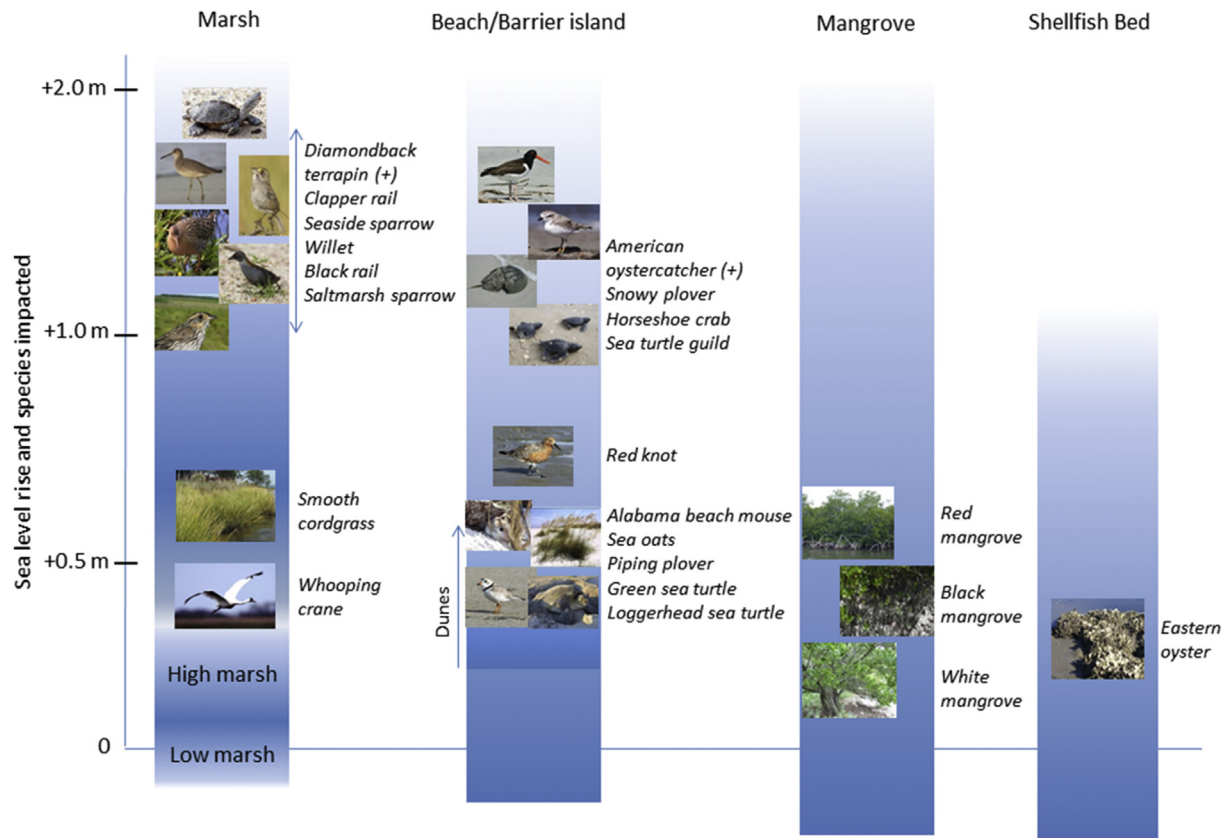 Marsh
Beach/Barrier island
Mangrove
Shellfish Bed
Sea level rise and species impacted
+2.0 m
+1.0 m
+0.5 m
0
Diamondback
terrapin (+)
Clapper rail
Seaside sparrow
Willet
Black rail
Saltmarsh sparrow
Smooth
cordgrass
Whooping
crane
High marsh
Low marsh
American
oystercatcher (+)
Snowy plover
Horseshoe crab
Sea turtle guild
Red knot
Alabama beach mouse
Sea oats
Piping plover
Green sea turtle
Loggerhead sea turtle
Dunes
Red
mangrove
Black
mangrove
White
mangrove
Eastern
oyster